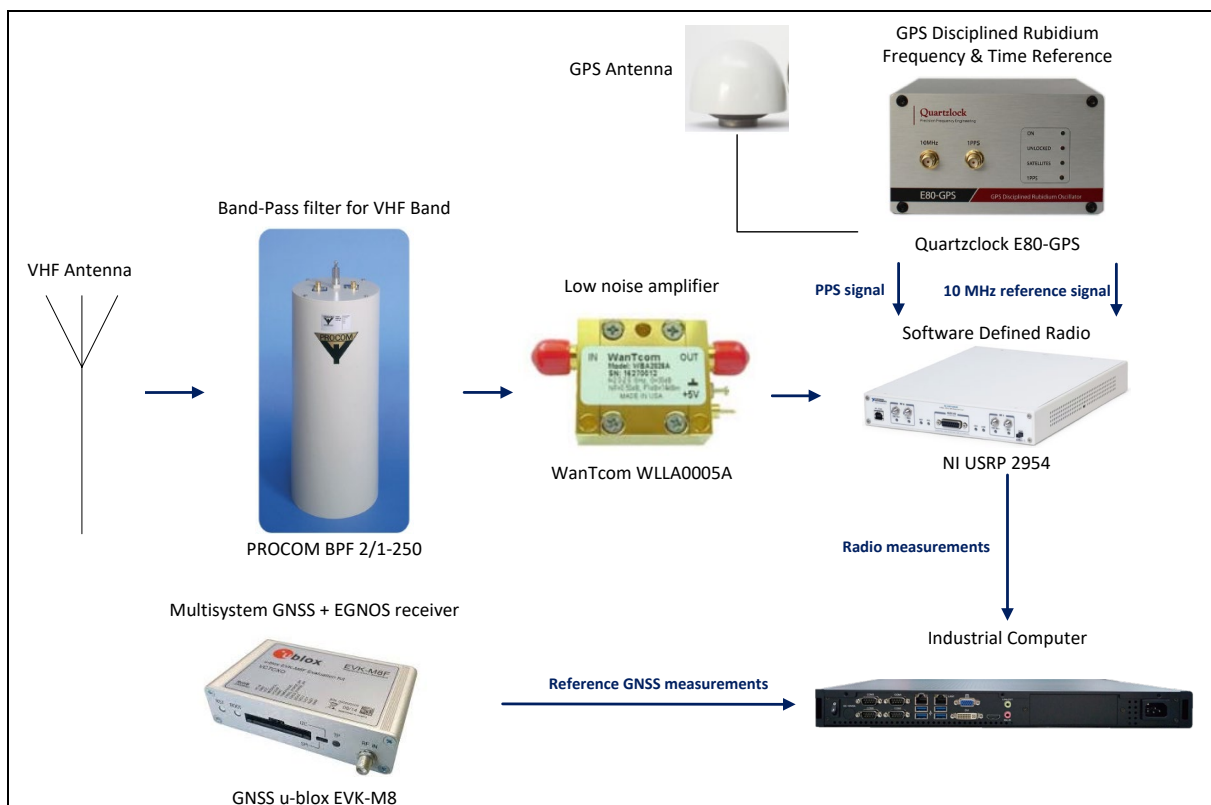 GPS Disciplined Rubidium
Frequency & Time Reference
GPS Antenna
Quartzlock
10MHz
1PPS
ON
UNLOCKED
SATELLITES
1PPS
E80-GPS
GPS Disciplined Rubidium Oscillator
Band-Pass filter for VHF Band
Quartzclock E80-GPS
VHF Antenna
PROCOM
Low noise amplifier
PPS signal
10 MHz reference signal
Software Defined Radio
IN
WanTcom
OUT
+5V
MADE IN USA
WanTcom WLLA0005A
NI USRP 2954
PROCOM BPF 2/1-250
Radio measurements
Multisystem GNSS + EGNOS receiver
Industrial Computer
ublox
EVK-M8F
RF IN
Reference GNSS measurements
GNSS u-blox EVK-M8